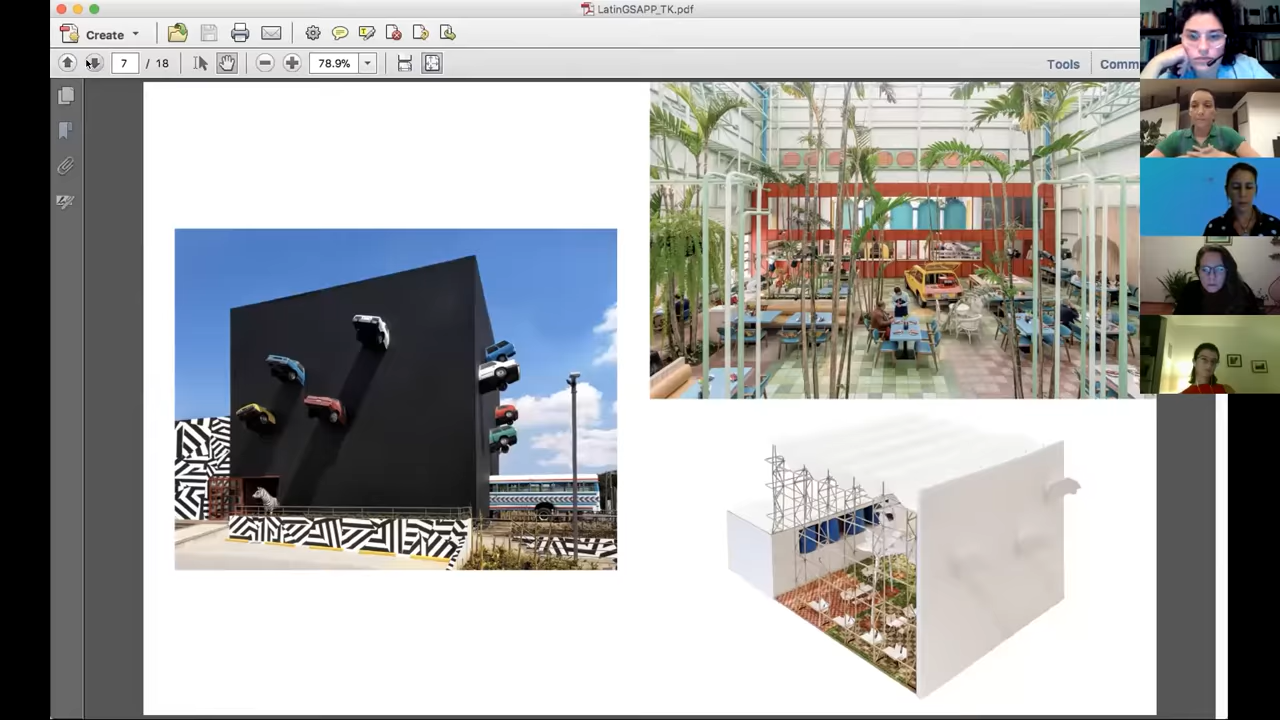 LatinGSAPP_TK.pdf
Create
7 / 18
78.9%
Tools
Comm